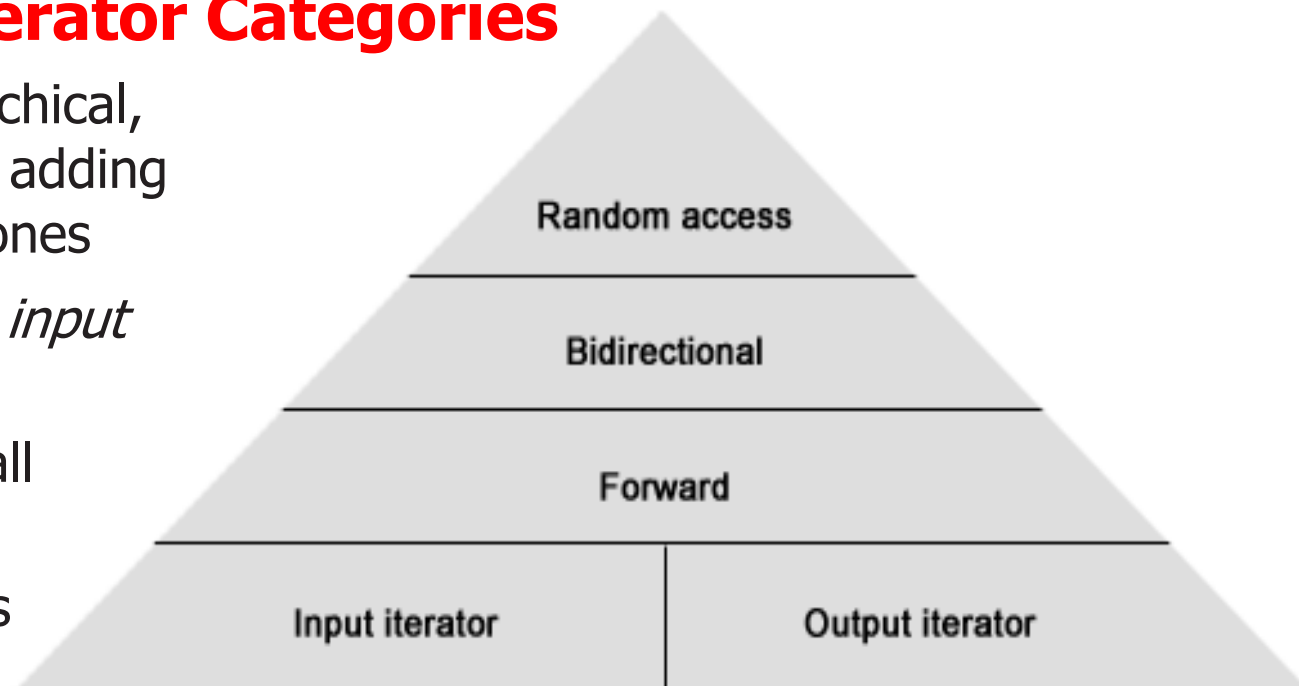 erator Categories
chical,
adding
ones
input
all
s
Random access
Bidirectional
Forward
Input iterator
Output iterator